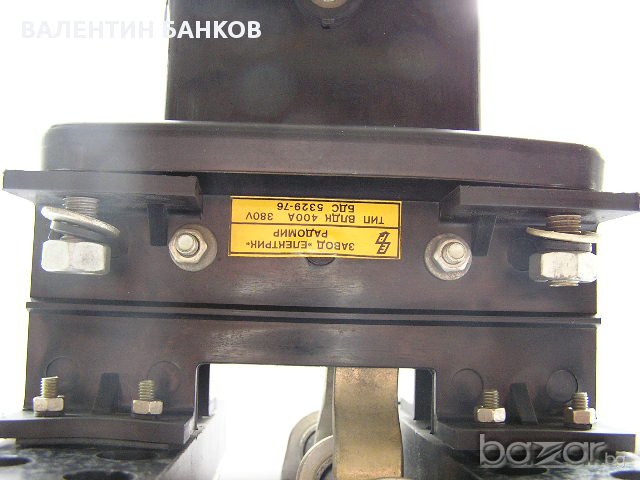 ВАЛЕНТИН БАНКОВ
ЗАВОД "ЕЛЕКТРИК"
РАДОМИР
ТИП ВЛДК 400А 380V
БДС 5329-76
bazar.bg